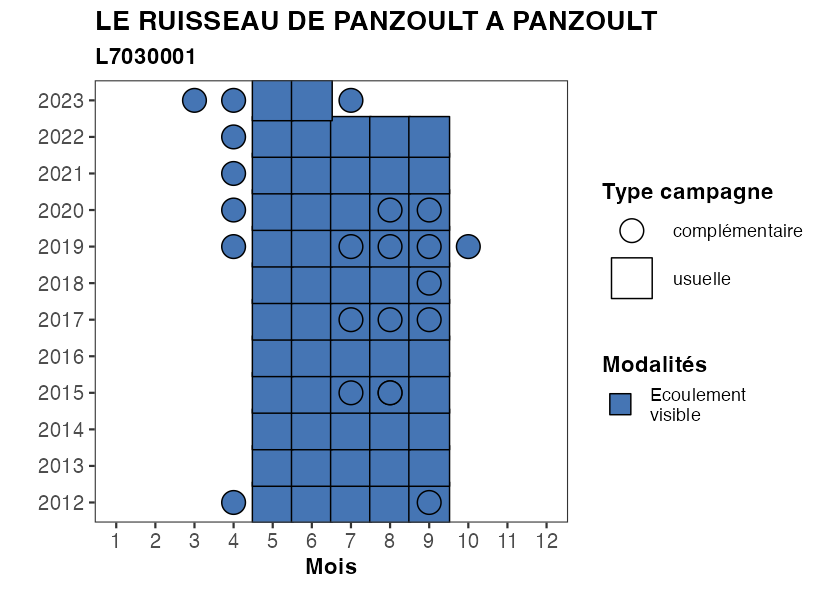 LE RUISSEAU DE PANZOULT A PANZOULT
L7030001
2023
2022
2021
2020
2019
2018
2017
2016
2015
2014
2013
2012
1 2 3 4 5 6 7 8 9 10 11 12
Mois
Type campagne
complémentaire
usuelle
Modalités
Ecoulement
visible